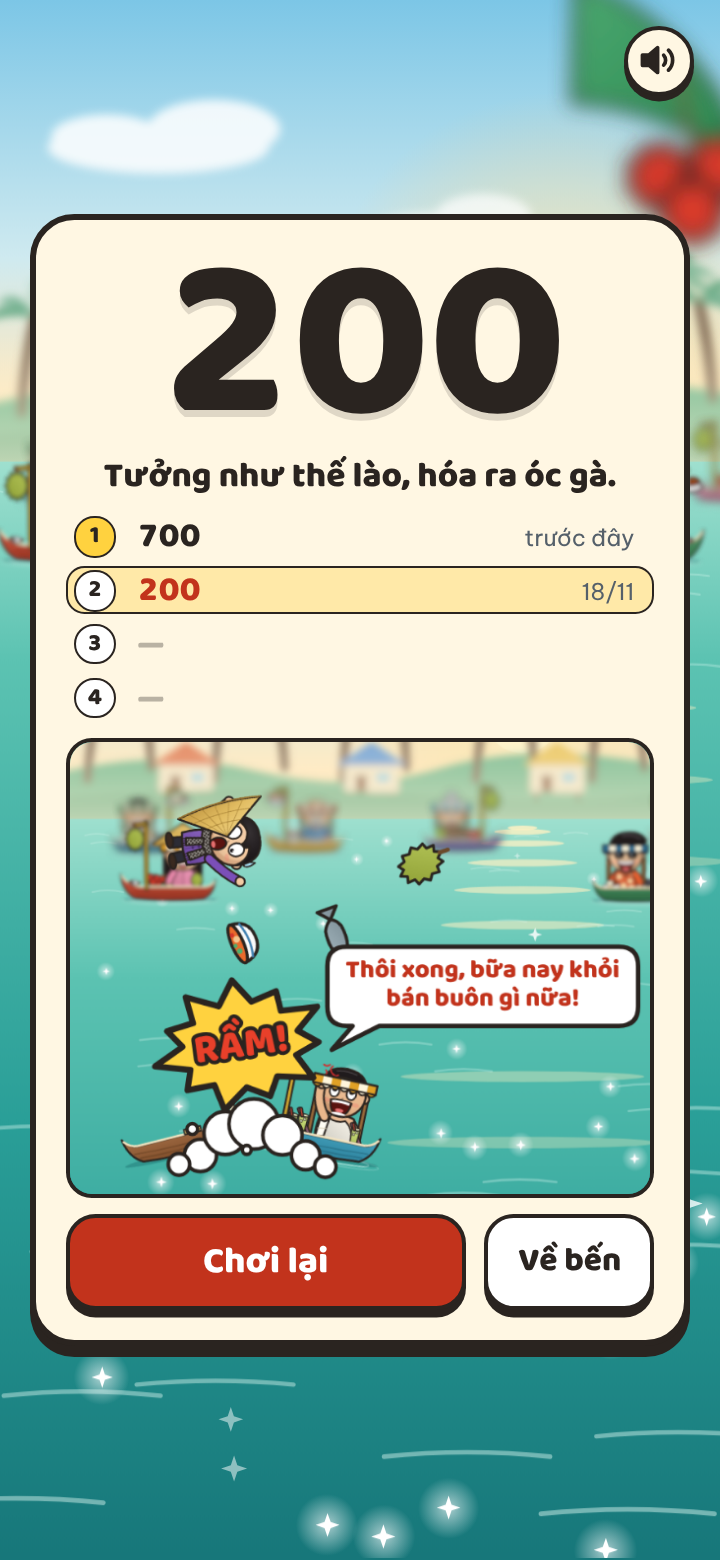 200
Tưởng như thế lào, hóa ra óc gà.
1 700 trước đây
2 200 18/11
3 —
4 —
Thôi xong, bữa nay khỏi
bán buôn gì nữa!
RẦM!
Chơi lại
Về bến